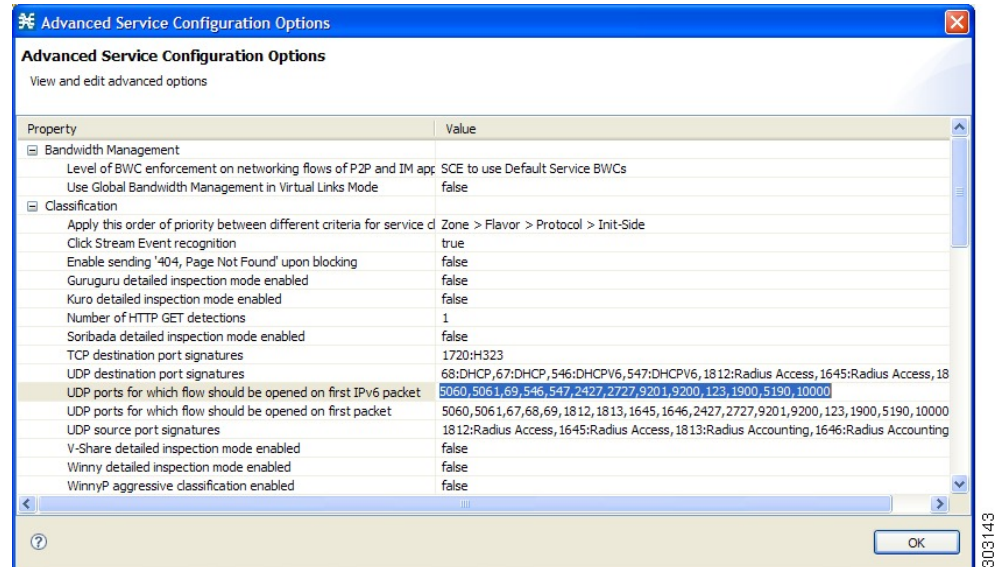 Advanced Service Configuration Options
Advanced Service Configuration Options
View and edit advanced options
Property Value
Bandwidth Management
Level of BWC enforcement on networking flows of P2P and IM app SCE to use Default Service BWCs
Use Global Bandwidth Management in Virtual Links Mode false
Classification
Apply this order of priority between different criteria for service cl Zone > Flavor > Protocol > Init-Side
Click Stream Event recognition true
Enable sending '404, Page Not Found' upon blocking false
Guruguru detailed inspection mode enabled false
Kuro detailed inspection mode enabled false
Number of HTTP GET detections 1
Soribada detailed inspection mode enabled false
TCP destination port signatures 1720:H323
UDP destination port signatures 68:DHCP,67:DHCP,546:DHCPV6,547:DHCPV6,1812:Radius Access,1645:Radius Access,18
UDP ports for which flow should be opened on first IPv6 packet 5060,5061,69,546,547,2427,2727,9201,9200,123,1900,5190,10000
UDP ports for which flow should be opened on first packet 5060,5061,67,68,69,1812,1813,1645,1646,2427,2727,9201,9200,123,1900,5190,10000
UDP source port signatures 1812:Radius Access,1645:Radius Access,1813:Radius Accounting,1646:Radius Accounting
V-Share detailed inspection mode enabled false
Winny detailed inspection mode enabled false
WinnyP aggressive classification enabled false
OK
303143